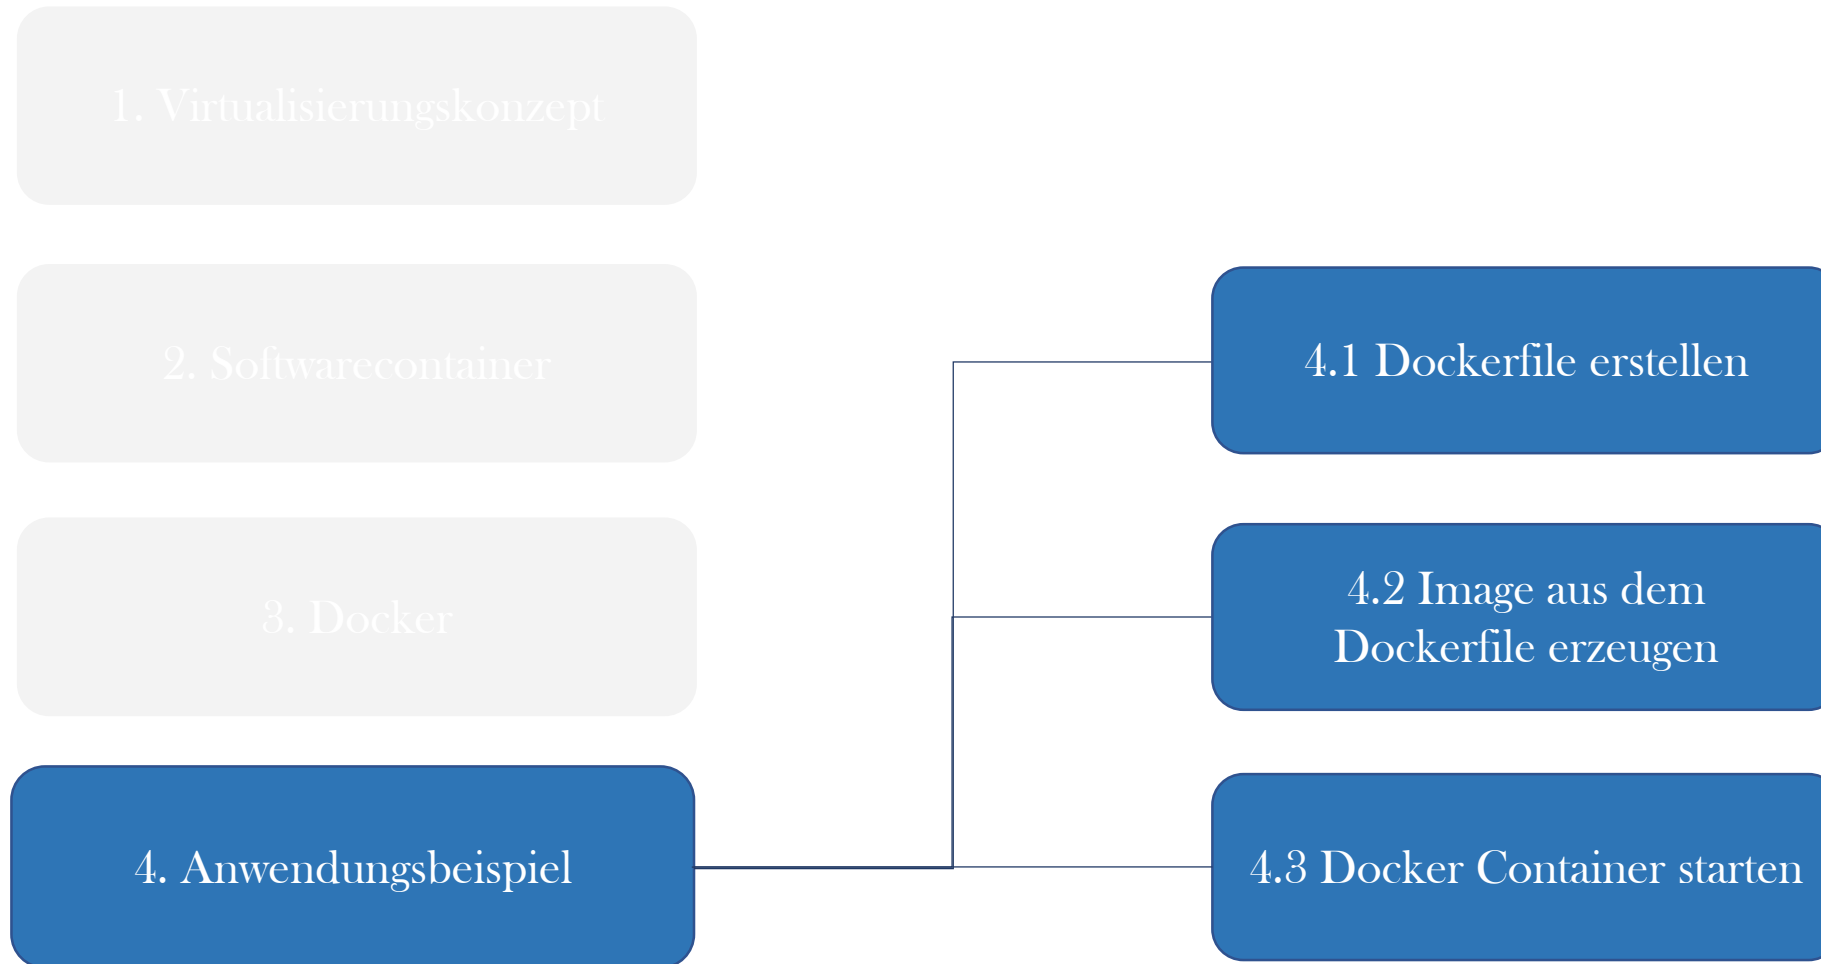 1. Virtualisierungskonzept
2. Softwarecontainer
3. Docker
4. Anwendungsbeispiel
4.1 Dockerfile erstellen
4.2 Image aus dem
Dockerfile erzeugen
4.3 Docker Container starten